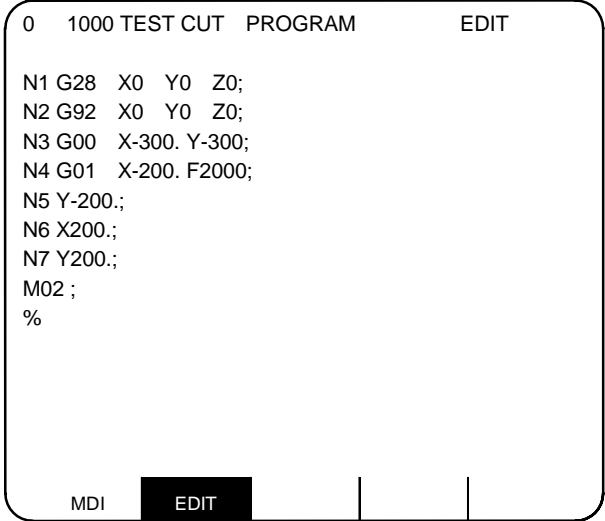 0 1000 TEST CUT PROGRAM EDIT
N1 G28 X0 Y0 Z0;
N2 G92 X0 Y0 Z0;
N3 G00 X-300. Y-300;
N4 G01 X-200. F2000;
N5 Y-200.;
N6 X200.;
N7 Y200.;
M02 ;
%
MDI EDIT